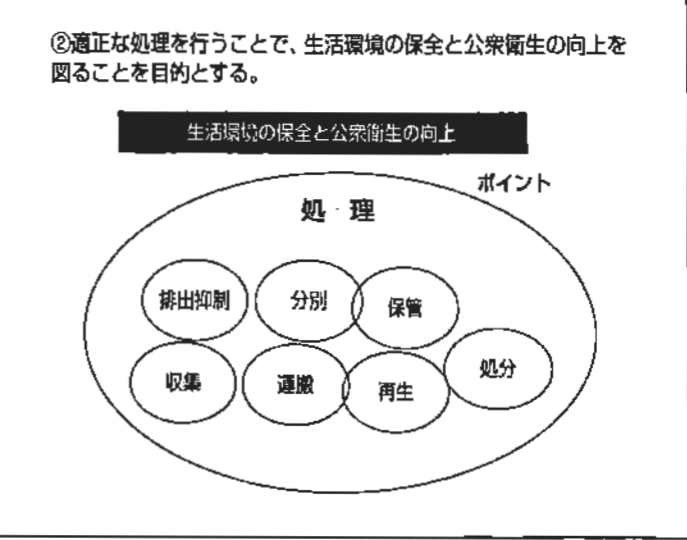 ②適正な処理を行うことで、生活環境の保全と公衆衛生の向上を
図ることを目的とする。
生活環境の保全と公衆衛生の向上
ポイント
処・理
排出抑制
分別
保管
収集
運搬
再生
処分